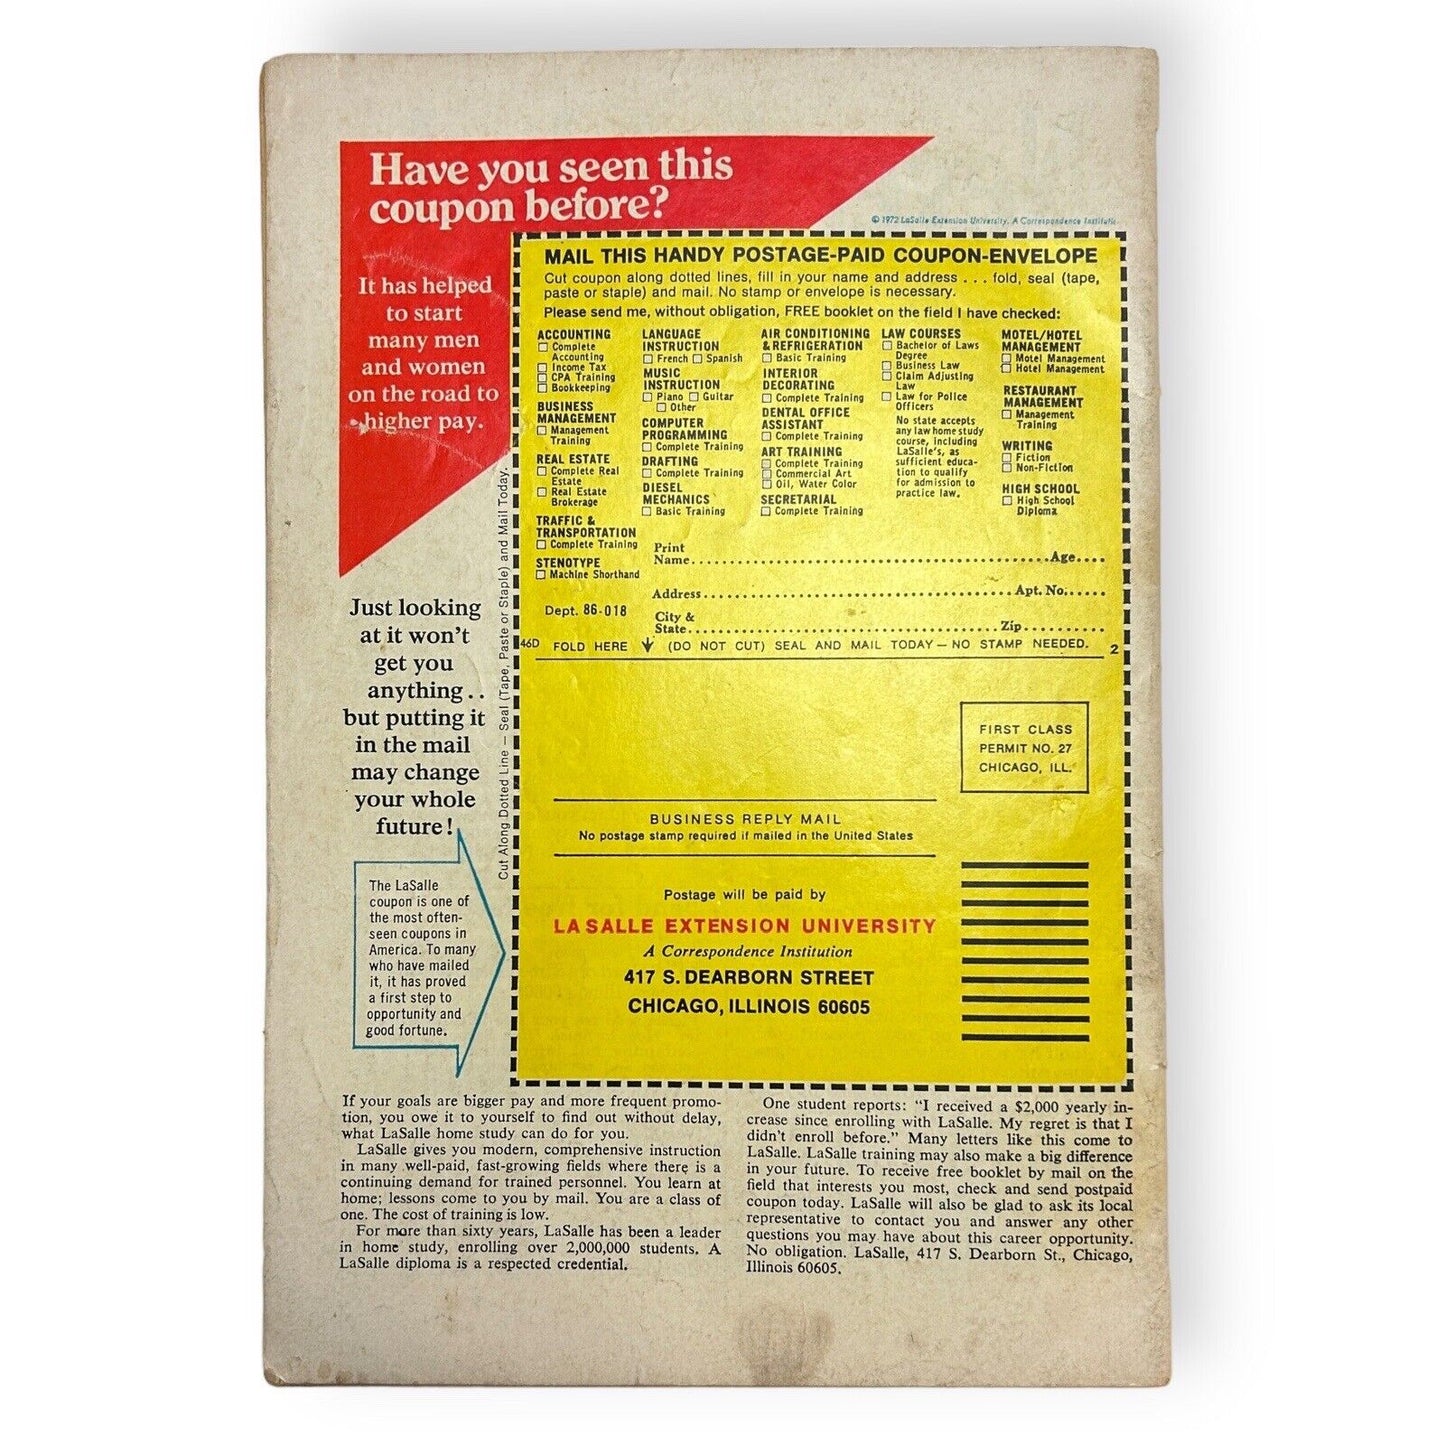 Have you seen this
coupon before?
It has helped
to start
many men
and women
on the road to
higher pay.
© 1972 LaSalle Extension University, A Correspondence Institution
MAIL THIS HANDY POSTAGE-PAID COUPON-ENVELOPE
Cut coupon along dotted lines, fill in your name and address . . . fold, seal (tape,
paste or staple) and mail. No stamp or envelope is necessary.
Please send me, without obligation, FREE booklet on the field I have checked:
ACCOUNTING
☐ Complete
Accounting
☐ Income Tax
☐ CPA Training
☐ Bookkeeping
BUSINESS
MANAGEMENT
☐ Management
Training
REAL ESTATE
☐ Complete Real
Estate
☐ Real Estate
Brokerage
TRAFFIC &
TRANSPORTATION
☐ Complete Training
STENOTYPE
☐ Machine Shorthand
LANGUAGE
INSTRUCTION
☐ French ☐ Spanish
MUSIC
INSTRUCTION
☐ Piano ☐ Guitar
☐ Other
COMPUTER
PROGRAMMING
☐ Complete Training
DRAFTING
☐ Complete Training
DIESEL
MECHANICS
☐ Basic Training
AIR CONDITIONING
& REFRIGERATION
☐ Basic Training
INTERIOR
DECORATING
☐ Complete Training
DENTAL OFFICE
ASSISTANT
☐ Complete Training
ART TRAINING
☐ Complete Training
☐ Commercial Art
☐ Oil, Water Color
SECRETARIAL
☐ Complete Training
LAW COURSES
☐ Bachelor of Laws
Degree
☐ Business Law
☐ Claim Adjusting
Law
☐ Law for Police
Officers
No state accepts
any law home study
course, including
LaSalle's, as
sufficient educa-
tion to qualify
for admission to
practice law.
MOTEL/HOTEL
MANAGEMENT
☐ Motel Management
☐ Hotel Management
RESTAURANT
MANAGEMENT
☐ Management
Training
WRITING
☐ Fiction
☐ Non-Fiction
HIGH SCHOOL
☐ High School
Diploma
Print
Name.......Age....
Address.......Apt. No......
Dept. 86-018
City &
State.......Zip.......
46D FOLD HERE ↓ (DO NOT CUT) SEAL AND MAIL TODAY — NO STAMP NEEDED. 2
Cut Along Dotted Line — Seal (Tape, Paste or Staple) and Mail Today.
Just looking
at it won't
get you
anything . .
but putting it
in the mail
may change
your whole
future!
FIRST CLASS
PERMIT NO. 27
CHICAGO, ILL.
BUSINESS REPLY MAIL
No postage stamp required if mailed in the United States
Postage will be paid by
LA SALLE EXTENSION UNIVERSITY
A Correspondence Institution
417 S. DEARBORN STREET
CHICAGO, ILLINOIS 60605
The LaSalle
coupon is one of
the most often-
seen coupons in
America. To many
who have mailed
it, it has proved
a first step to
opportunity and
good fortune.
If your goals are bigger pay and more frequent promo-
tion, you owe it to yourself to find out without delay,
what LaSalle home study can do for you.
LaSalle gives you modern, comprehensive instruction
in many well-paid, fast-growing fields where there is a
continuing demand for trained personnel. You learn at
home; lessons come to you by mail. You are a class of
one. The cost of training is low.
For more than sixty years, LaSalle has been a leader
in home study, enrolling over 2,000,000 students. A
LaSalle diploma is a respected credential.
One student reports: "I received a $2,000 yearly in-
crease since enrolling with LaSalle. My regret is that I
didn't enroll before." Many letters like this come to
LaSalle. LaSalle training may also make a big difference
in your future. To receive free booklet by mail on the
field that interests you most, check and send postpaid
coupon today. LaSalle will also be glad to ask its local
representative to contact you and answer any other
questions you may have about this career opportunity.
No obligation. LaSalle, 417 S. Dearborn St., Chicago,
Illinois 60605.